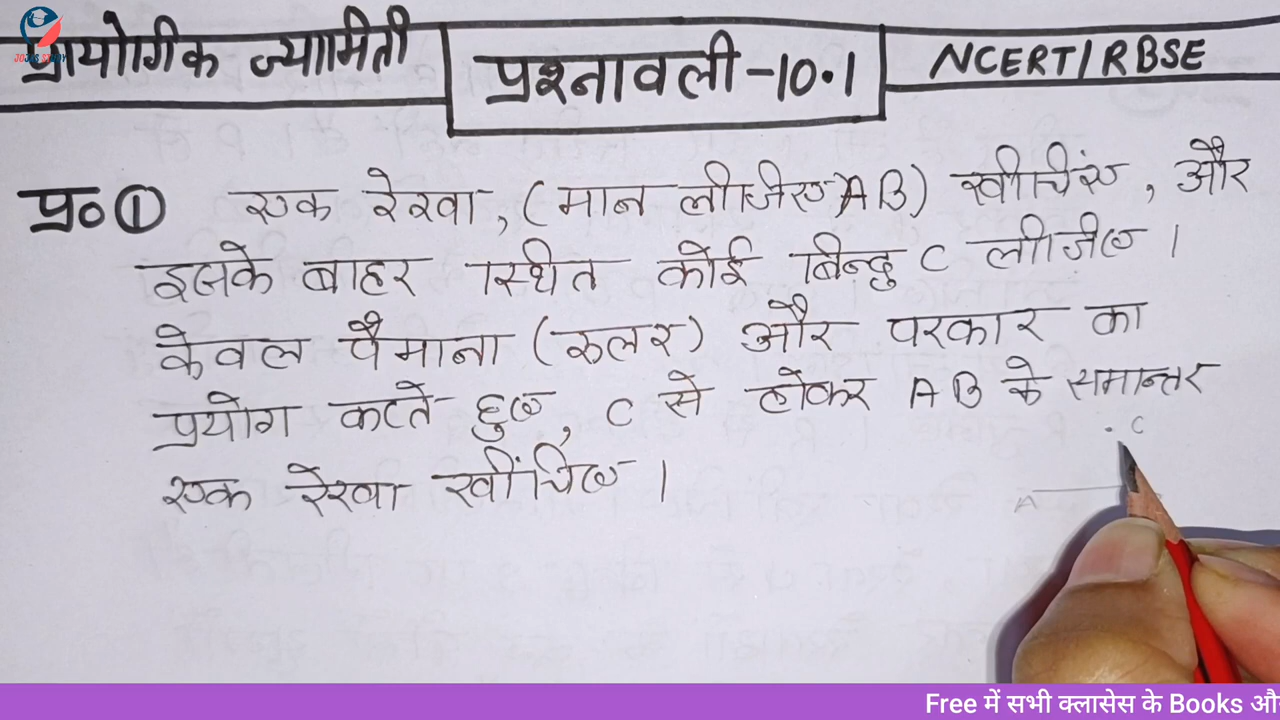 प्रायोगिक ज्यामिती
प्रश्नावली-10.1
NCERT/RBSE
प्र० ① एक रेखा, (मान लीजिए AB) खींचिए, और
इसके बाहर स्थित कोई बिन्दु C लीजिए।
केवल पैमाना (रुलर) और परकार का
प्रयोग करते हुए, C से होकर AB के समान्तर
एक रेखा खींचिए।
. C
A
Free में सभी क्लासेस के Books औ